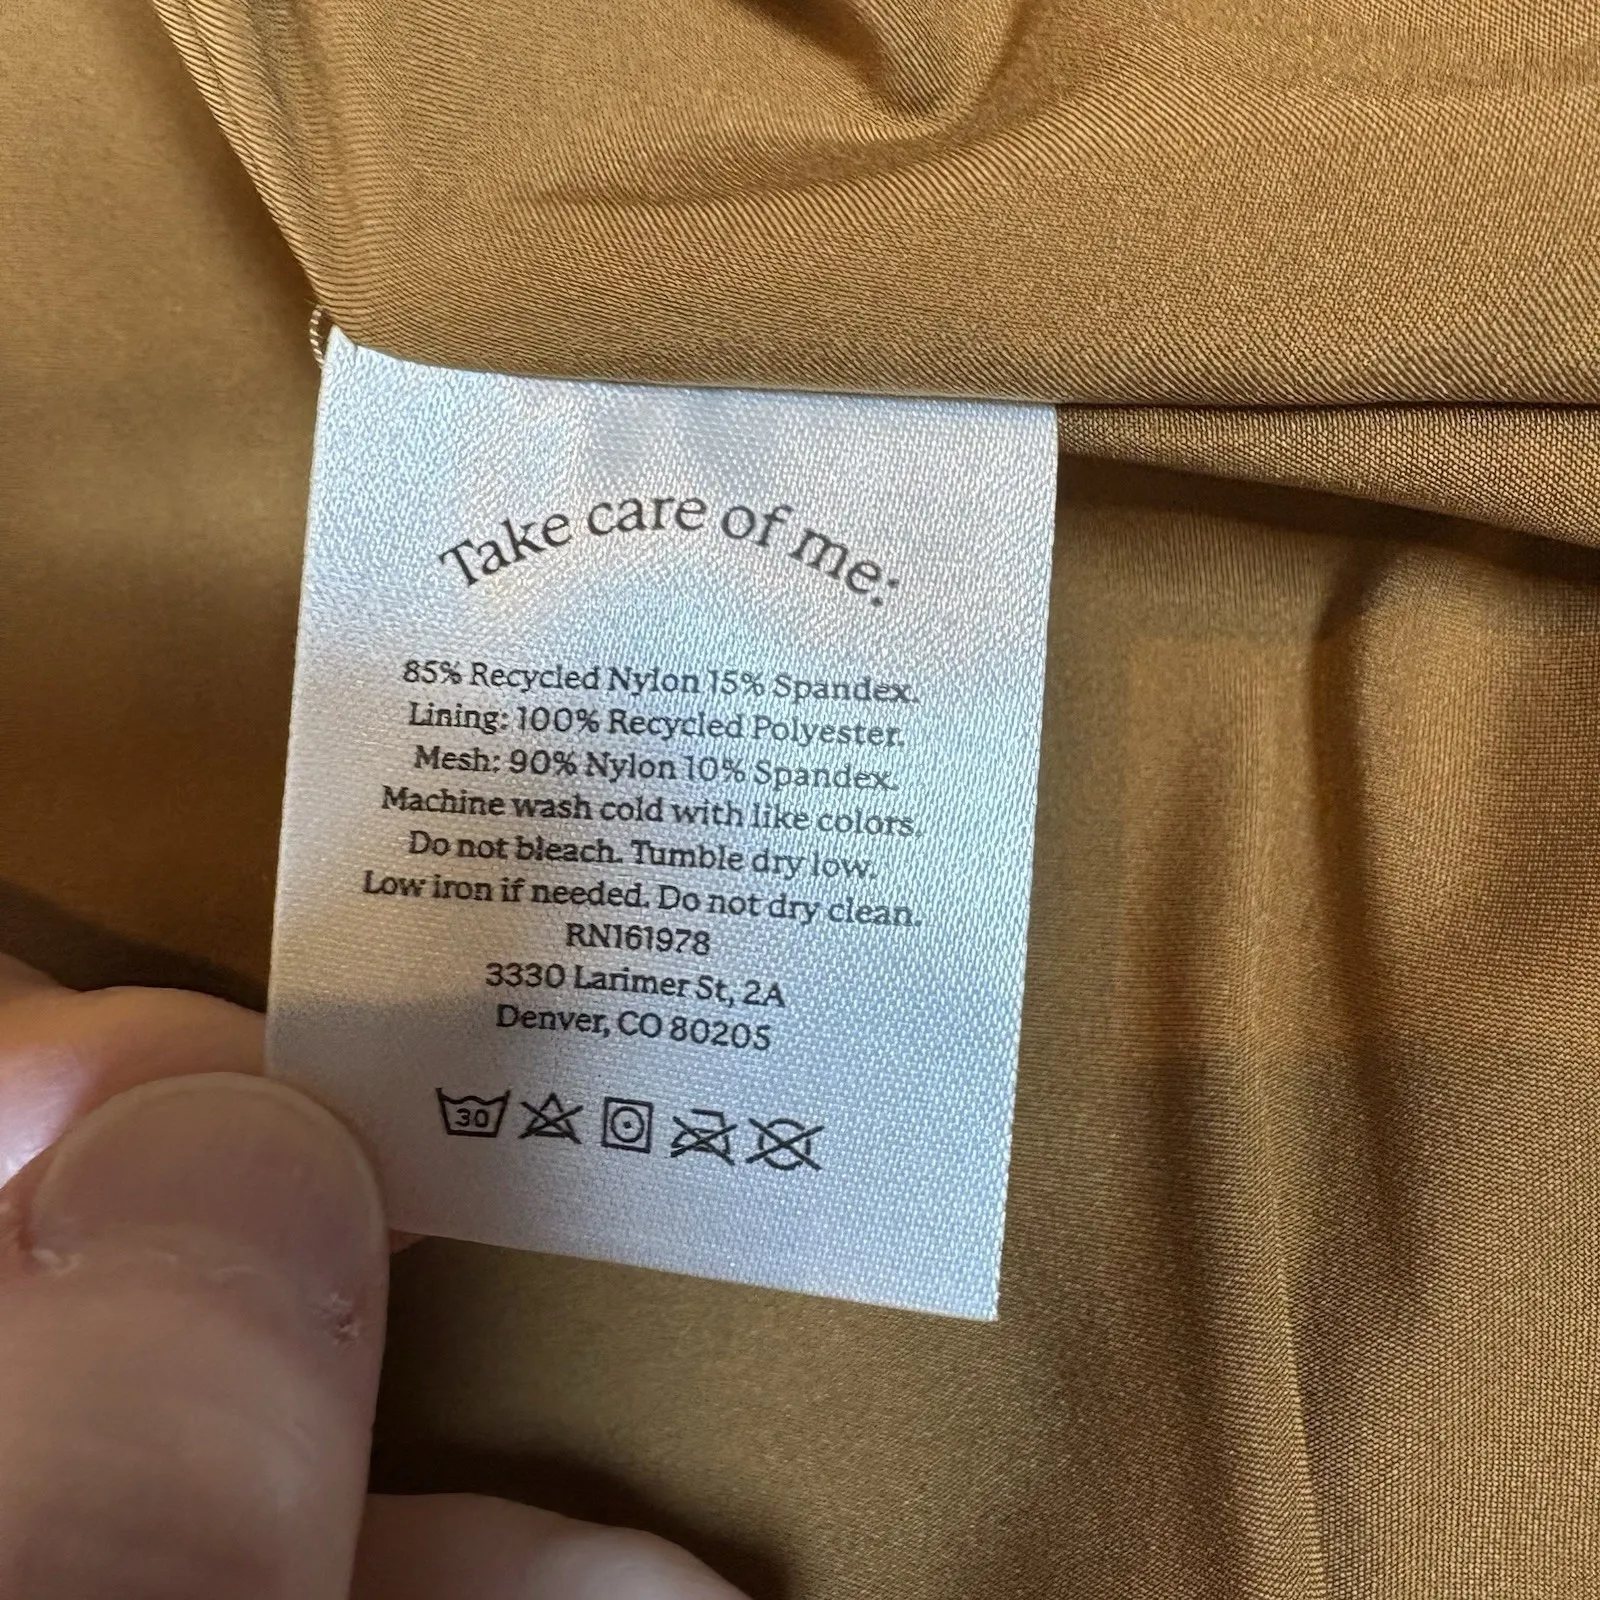 Take care of me:
85% Recycled Nylon 15% Spandex.
Lining: 100% Recycled Polyester.
Mesh: 90% Nylon 10% Spandex.
Machine wash cold with like colors.
Do not bleach. Tumble dry low.
Low iron if needed. Do not dry clean.
RN161978
3330 Larimer St, 2A
Denver, CO 80205
30